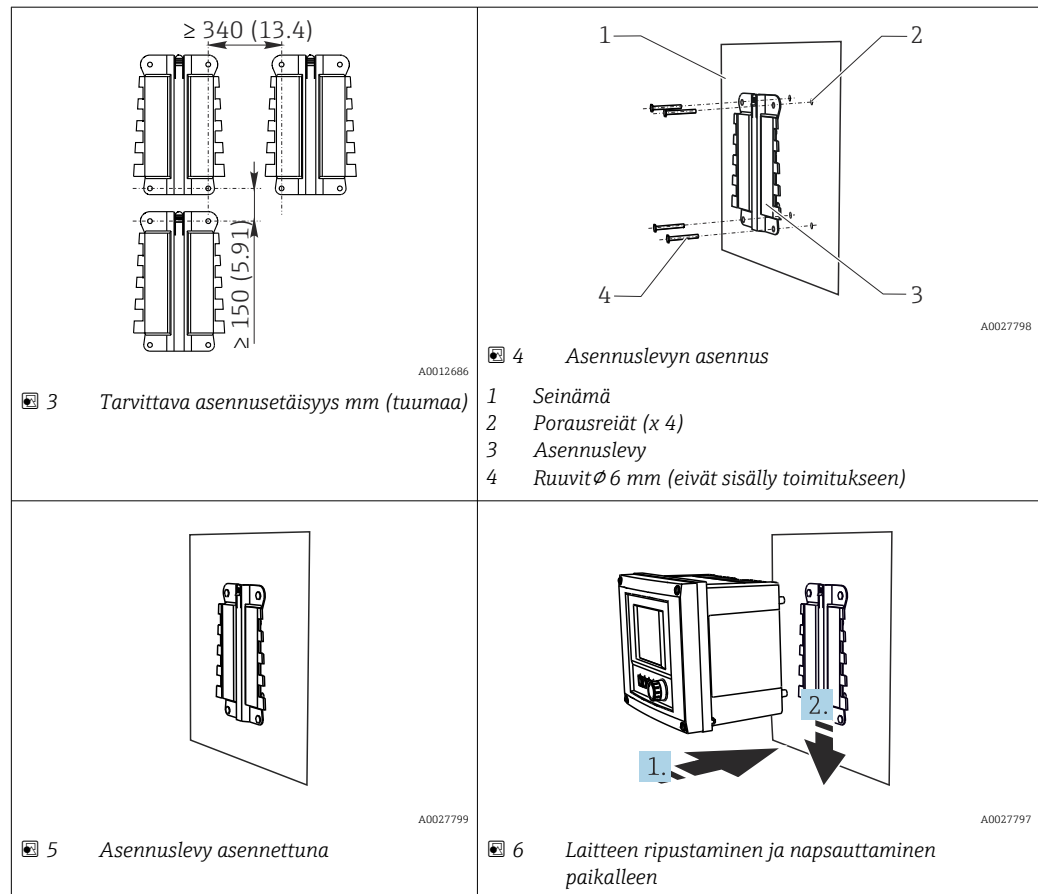 ≥ 340 (13.4)
≥ 150 (5.91)
A0012686
3 Tarvittava asennusetäisyys mm (tuumaa)
1
2
4
3
A0027798
4 Asennuslevyn asennus
1 Seinämä
2 Porausreiät (x 4)
3 Asennuslevy
4 Ruuvit Ø 6 mm (eivät sisälly toimitukseen)
A0027799
5 Asennuslevy asennettuna
2.
1.
A0027797
6 Laitteen ripustaminen ja napsauttaminen
paikalleen